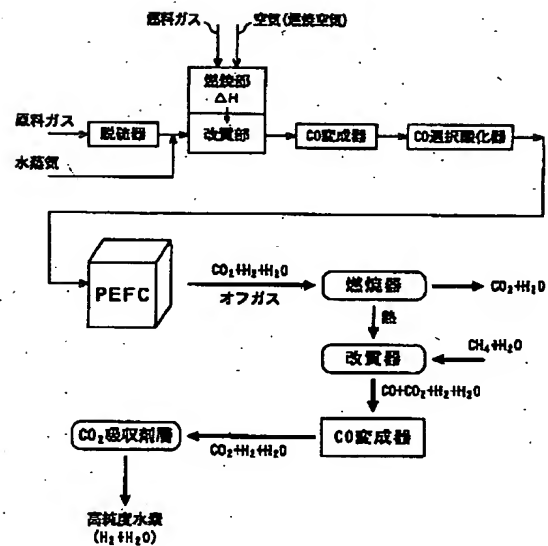 燃料ガス 空気(燃焼空気)
燃焼部
ΔH
原料ガス
脱硫器
改質部
CO変成器
CO選択酸化器
水蒸気
PEFC
CO₂+H₂+H₂O
オフガス
燃焼器
CO₂+H₂O
熱
改質器
CH₄+H₂O
CO+CO₂+H₂+H₂O
CO₂吸収剤層
CO₂+H₂+H₂O
CO変成器
高純度水素
(H₂+H₂O)